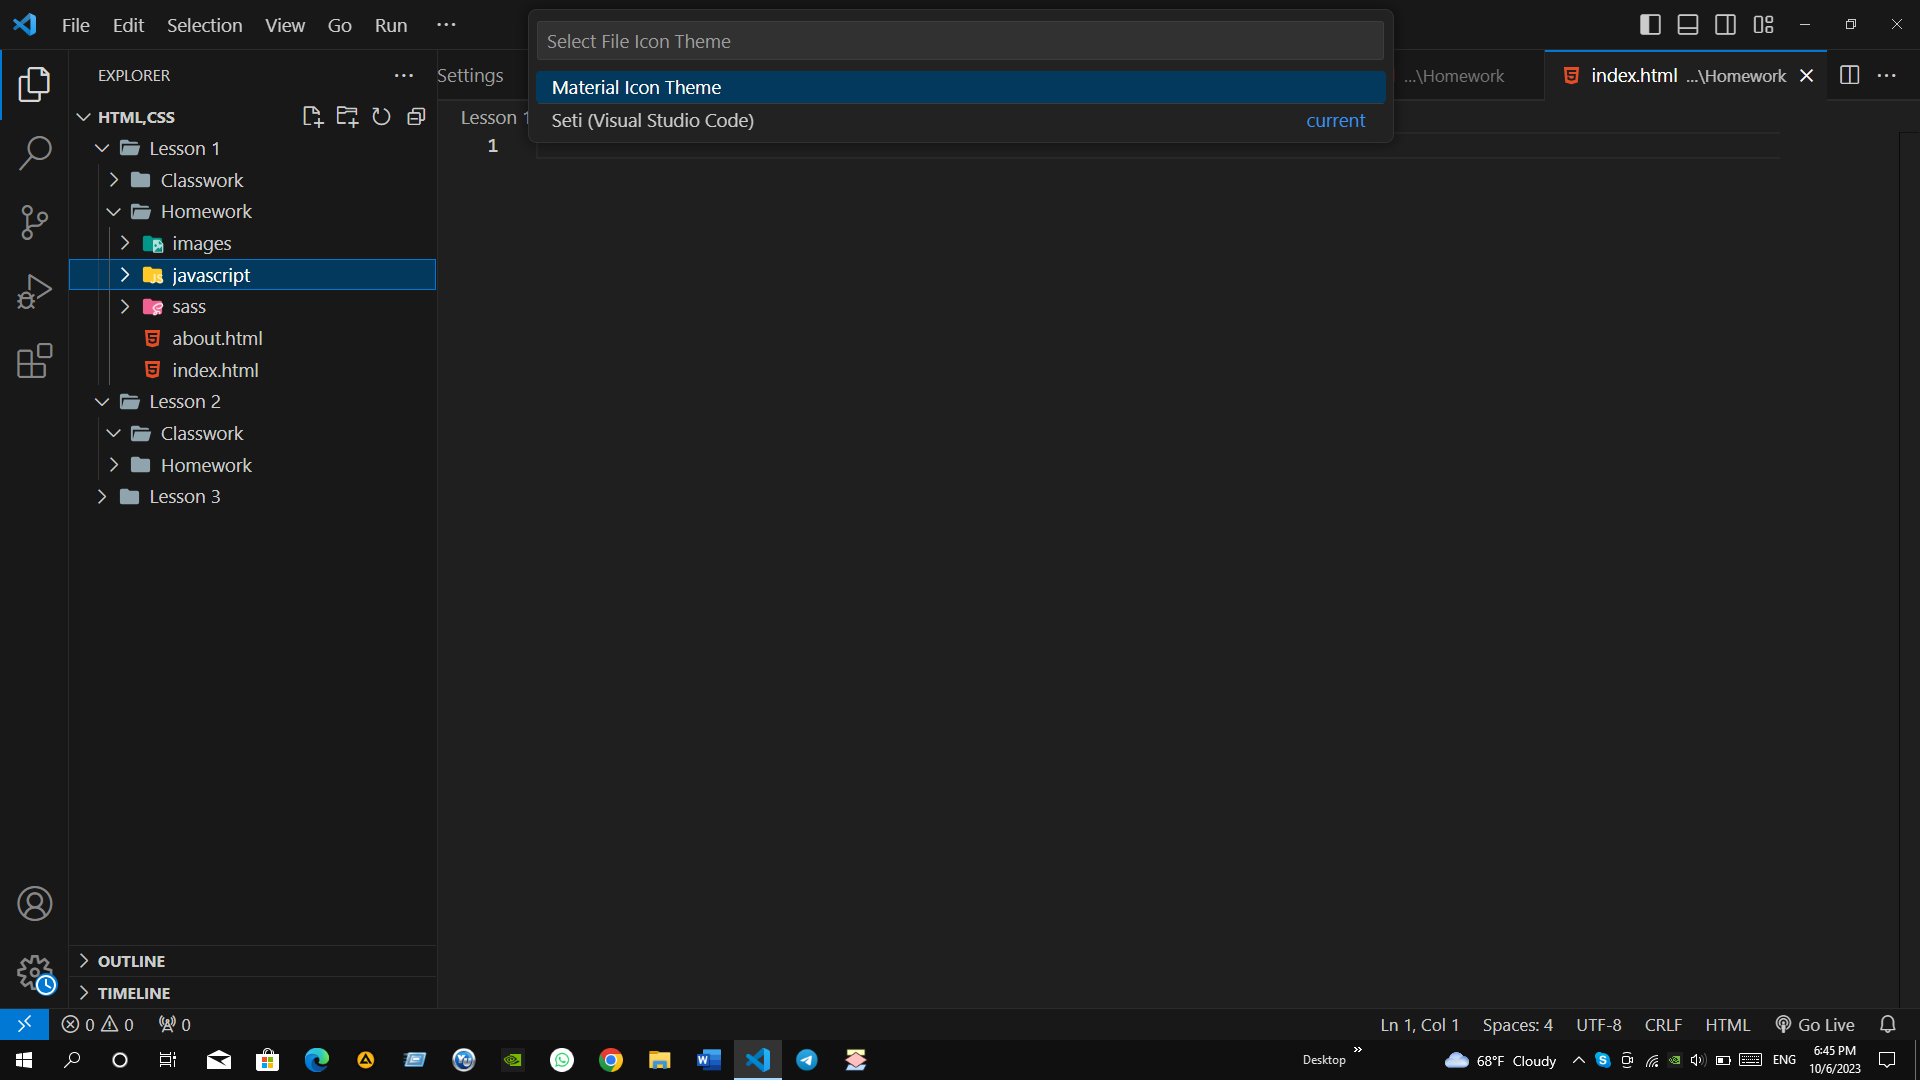 File Edit Selection View Go Run ...
Select File Icon Theme
Material Icon Theme
Seti (Visual Studio Code) current
EXPLORER ...
Settings
...\Homework
index.html ...\Homework
HTML,CSS
Lesson 1
1
Lesson 1
Classwork
Homework
images
javascript
sass
about.html
index.html
Lesson 2
Classwork
Homework
Lesson 3
OUTLINE
TIMELINE
0 0 0
Ln 1, Col 1 Spaces: 4 UTF-8 CRLF HTML Go Live
Desktop
68°F Cloudy
ENG
6:45 PM
10/6/2023